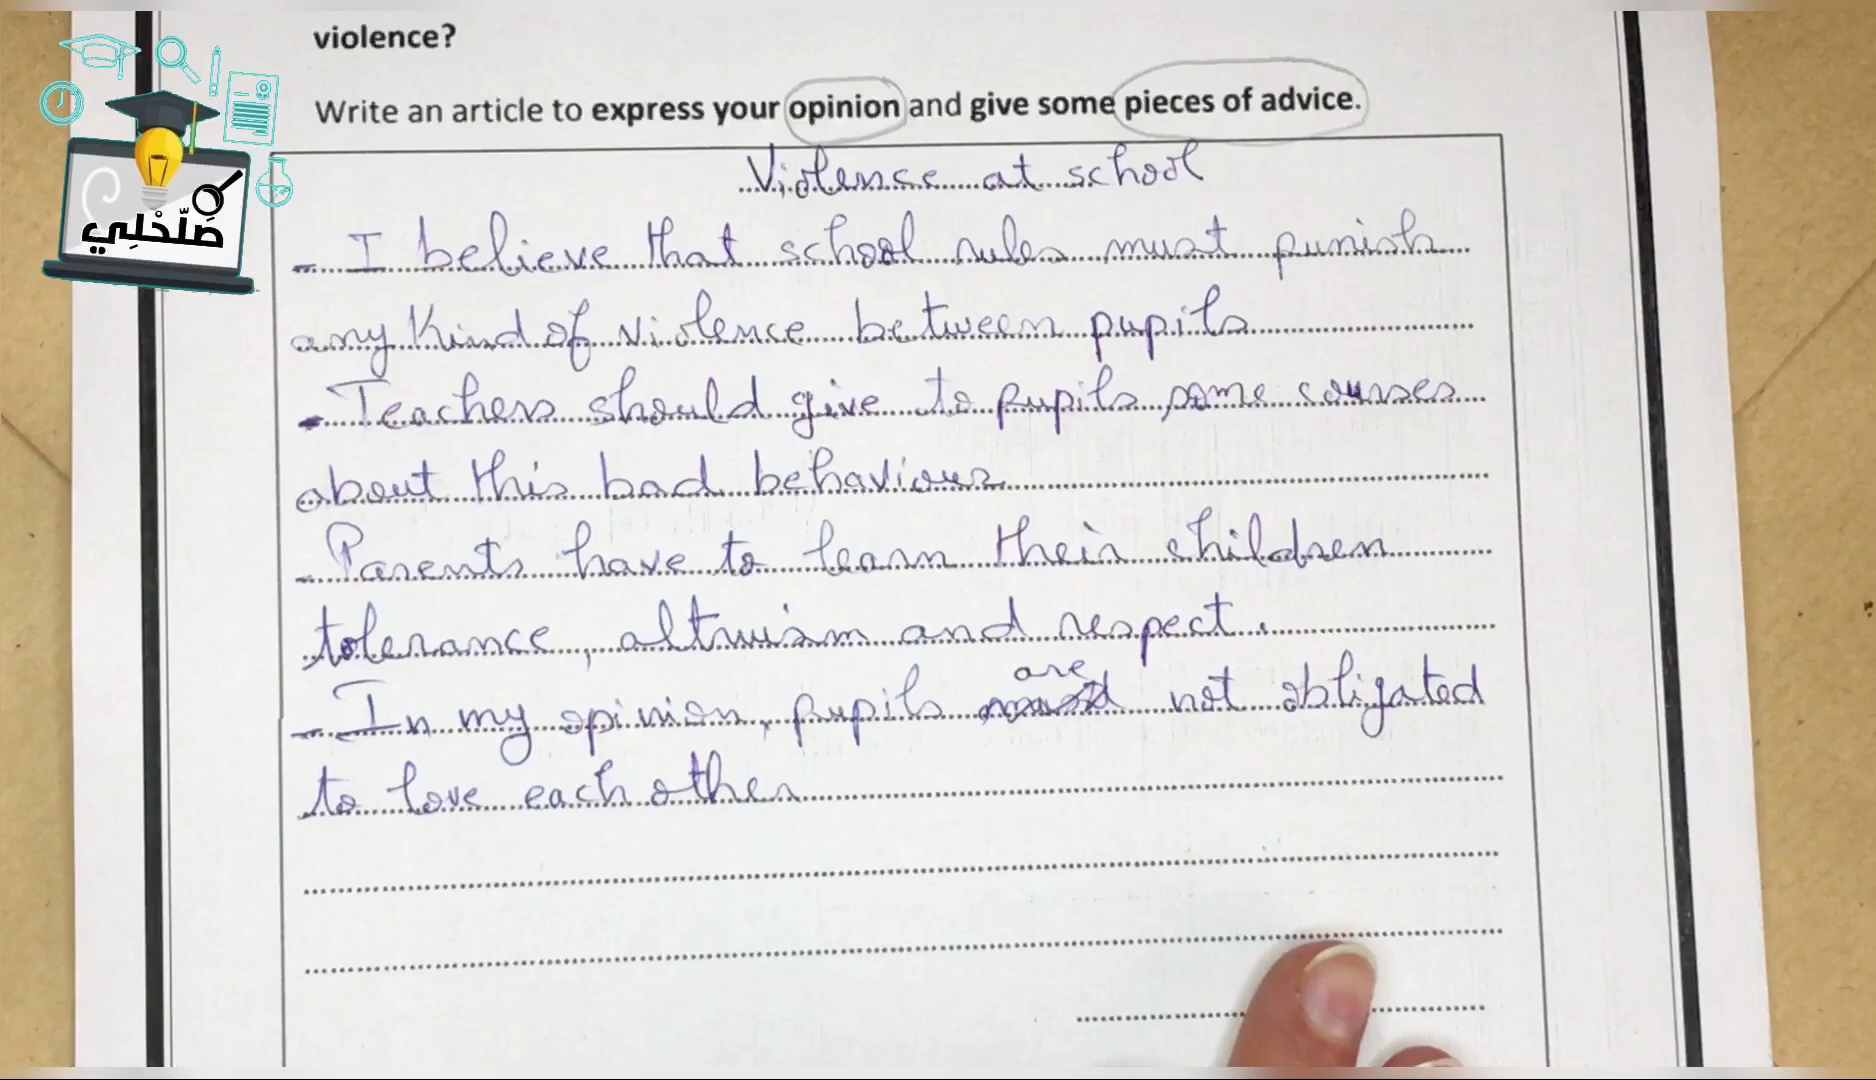 violence?
Write an article to express your opinion and give some pieces of advice.
صَلَّحْلِي
Violence at school
- I believe that school rules must punish
any Kind of violence between pupils
- Teachers should give to pupils, some courses
about this bad behaviour
- Parents have to learn their children
tolerance, altruism and respect.
are
- In my opinion, pupils not obligated
to love each other